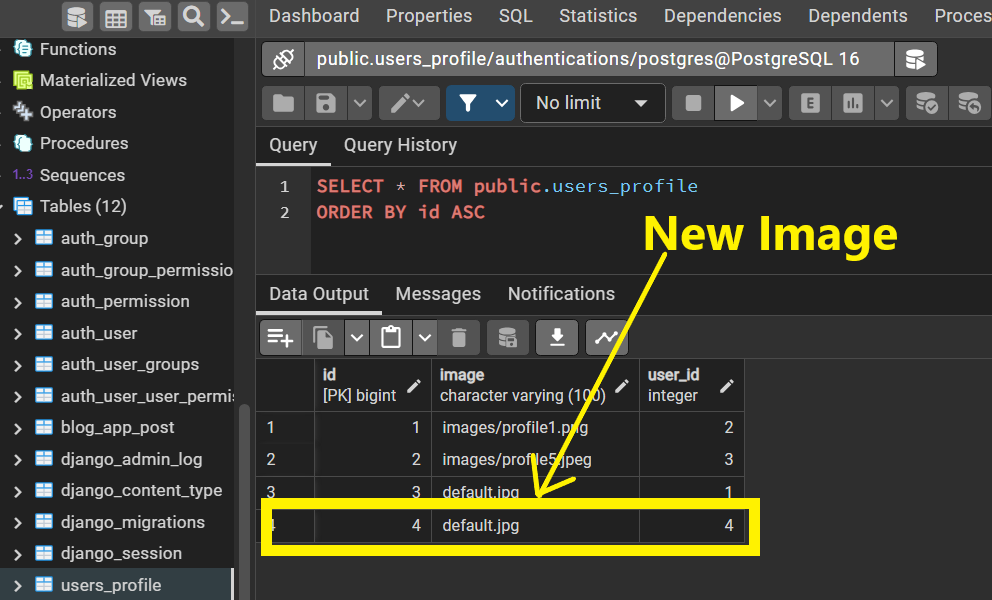 Dashboard Properties SQL Statistics Dependencies Dependents Proces
public.users_profile/authentications/postgres@PostgreSQL 16
No limit
E
Query Query History
1 SELECT * FROM public.users_profile
2 ORDER BY id ASC
New Image
Data Output Messages Notifications
id image user_id
[PK] bigint character varying (100) integer
1 1 images/profile1.png 2
2 2 images/profile5.jpeg 3
3 3 default.jpg 1
4 4 default.jpg 4
Functions
Materialized Views
Operators
Procedures
1..3 Sequences
Tables (12)
auth_group
auth_group_permissio
auth_permission
auth_user
auth_user_groups
auth_user_user_permi
blog_app_post
django_admin_log
django_content_type
django_migrations
django_session
users_profile